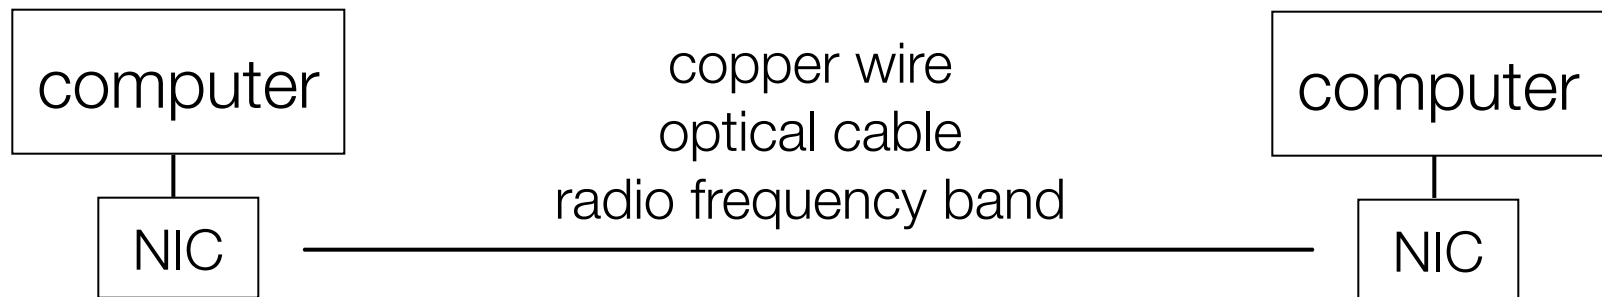 computer
copper wire
optical cable
radio frequency band
computer
NIC
NIC